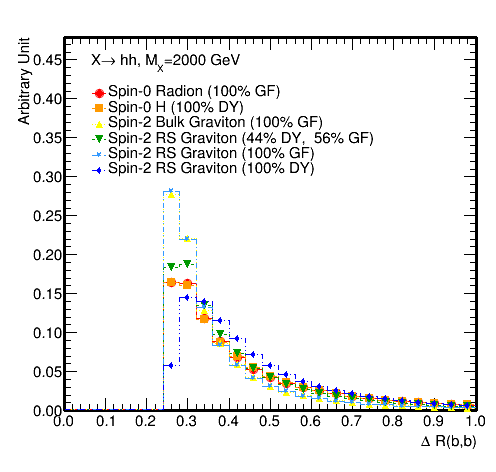 Arbitrary Unit
X→ hh, M_X=2000 GeV
Spin-0 Radion (100% GF)
Spin-0 H (100% DY)
Spin-2 Bulk Graviton (100% GF)
Spin-2 RS Graviton (44% DY, 56% GF)
Spin-2 RS Graviton (100% GF)
Spin-2 RS Graviton (100% DY)
0.45
0.40
0.35
0.30
0.25
0.20
0.15
0.10
0.05
0.00
0.0 0.1 0.2 0.3 0.4 0.5 0.6 0.7 0.8 0.9 1.0
Δ R(b,b)